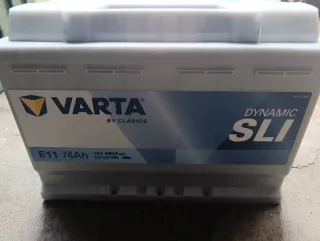 VARTA
BY CLARIOS
DYNAMIC
SLI
E11 74Ah